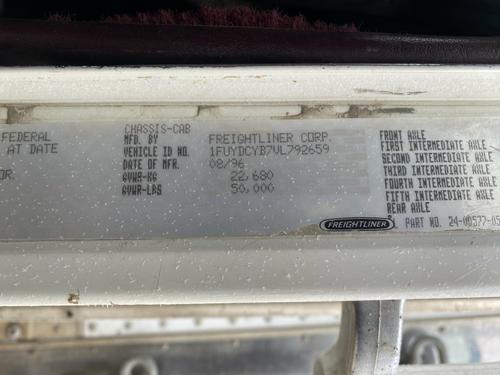 FEDERAL
AT DATE
OR.
CHASSIS-CAB
MFD. BY FREIGHTLINER CORP.
VEHICLE ID NO. 1FUYDCYB7VL792659
DATE OF MFR. 08/96
GVWR-KG 22,680
GVWR-LBS 50,000
FRONT AXLE
FIRST INTERMEDIATE AXLE
SECOND INTERMEDIATE AXLE
THIRD INTERMEDIATE AXLE
FOURTH INTERMEDIATE AXLE
FIFTH INTERMEDIATE AXLE
REAR AXLE
FREIGHTLINER
PART NO. 24-00577-05